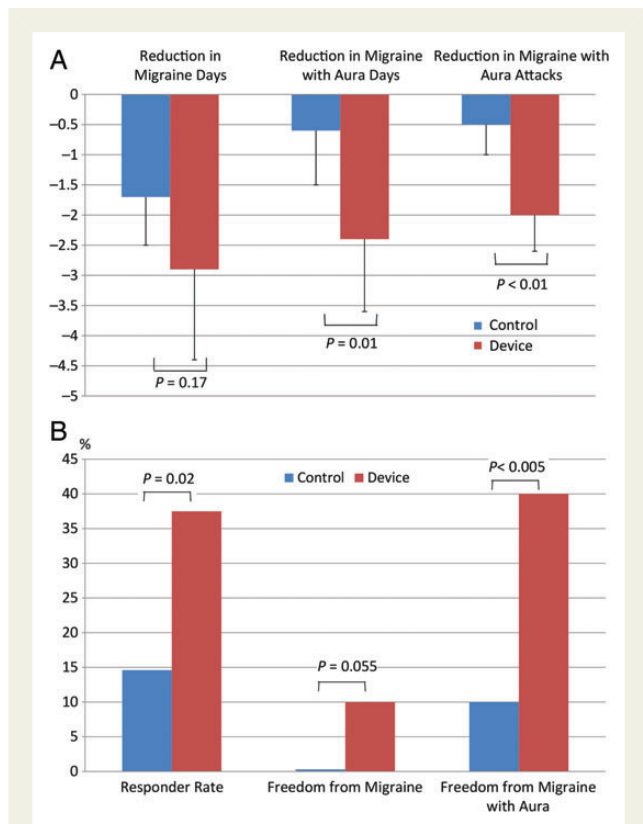 A
Reduction in
Migraine Days
Reduction in Migraine
with Aura Days
Reduction in Migraine with
Aura Attacks
0
–0.5
–1
–1.5
–2
–2.5
–3
–3.5
–4
–4.5
–5
P = 0.17
P = 0.01
P < 0.01
Control
Device
B
%
45
40
35
30
25
20
15
10
5
0
P = 0.02
Control
Device
P = 0.055
P< 0.005
Responder Rate
Freedom from Migraine
Freedom from Migraine
with Aura